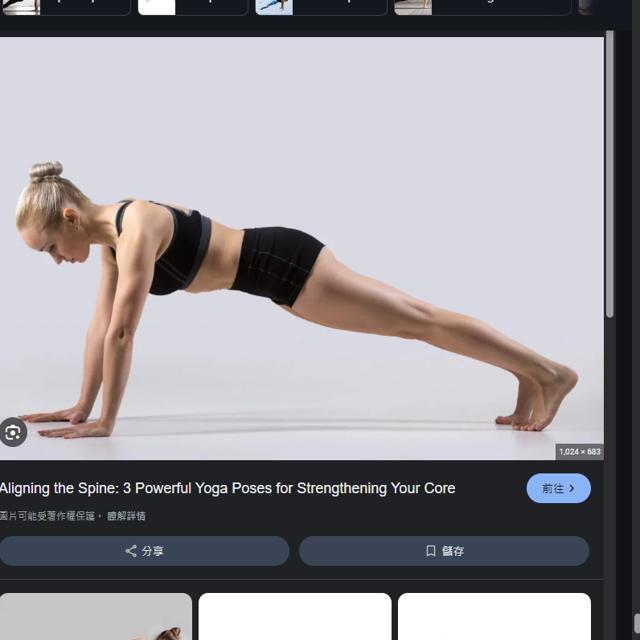 1,024 × 683
Aligning the Spine: 3 Powerful Yoga Poses for Strengthening Your Core
前往
圖片可能受著作權保護。 瞭解詳情
分享
儲存